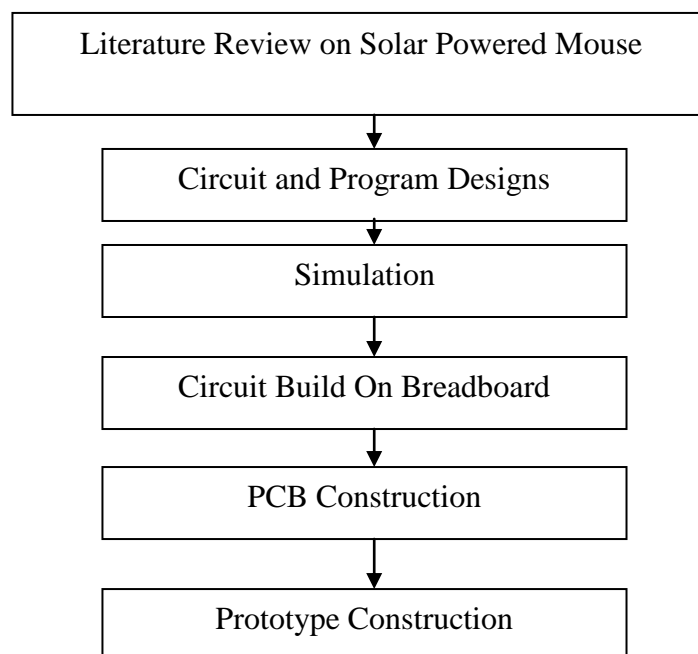 Literature Review on Solar Powered Mouse
Circuit and Program Designs
Simulation
Circuit Build On Breadboard
PCB Construction
Prototype Construction